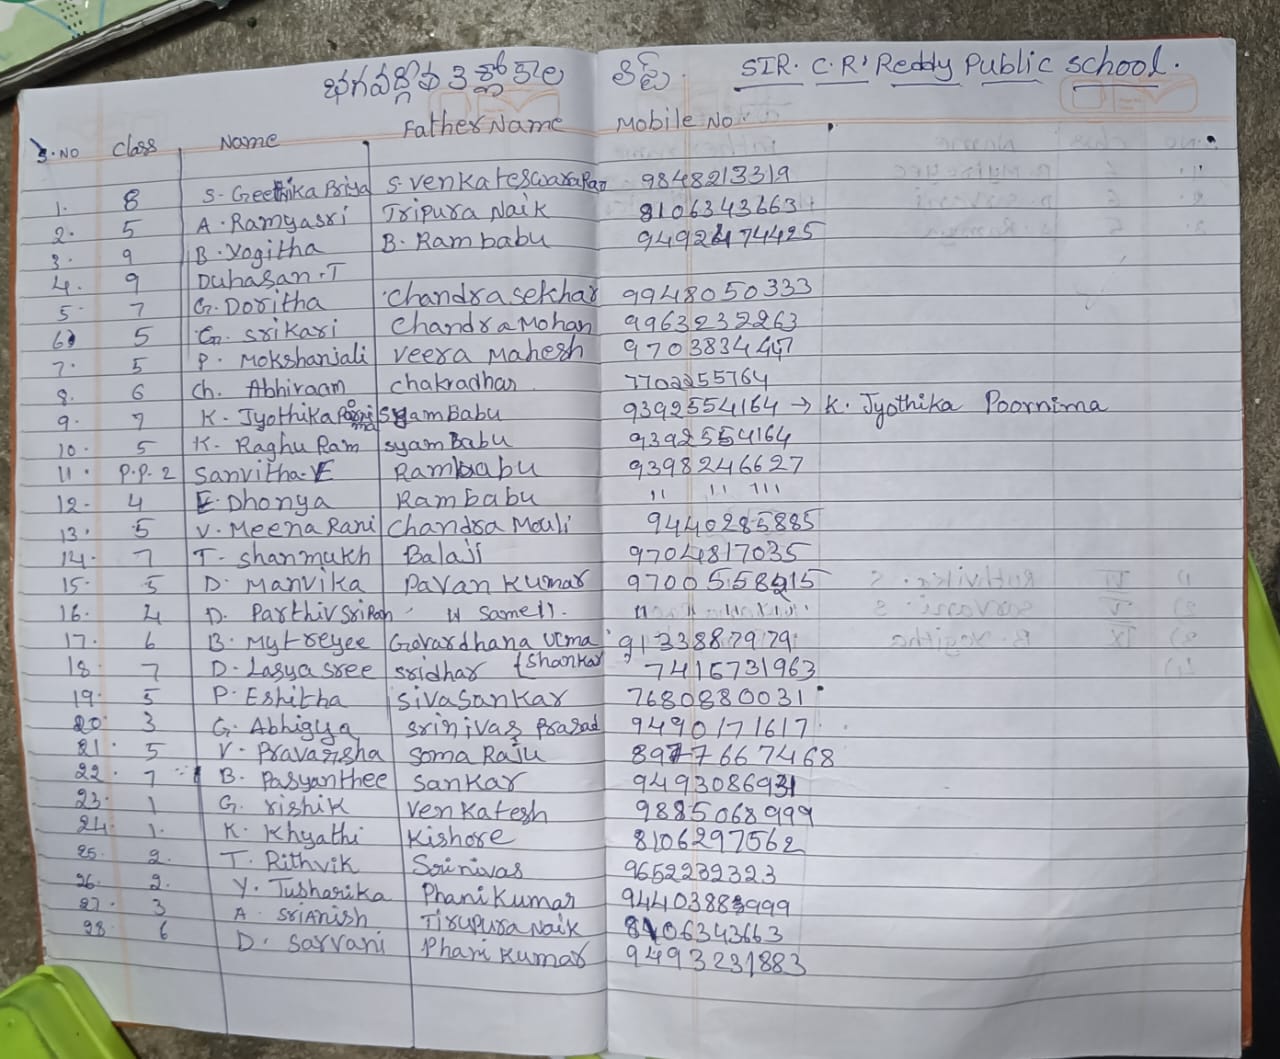 భగవద్గీత శ్లోకాల లిస్ట్. SIR. C.R. Reddy Public School.
S.NO Class Name Father Name Mobile No
1. 8 S. Geethika Priya S. Venkateswara Rao 9848213319
2. 5 A. Ramyasri Tripura Naik 8106343663
3. 9 B. Yogitha B. Rambabu 9492474425
4. 9 Duhasan.T
5. 7 G. Doritha Chandrasekhar 9948050333
6. 5 G. Srikari Chandra Mohan 9963232263
7. 5 P. Mokshanjali Veera Mahesh 9703834447
8. 6 Ch. Abhiraam Chakradhar 7702255764
9. 7 K. Jyothika Syam Babu 9392554164 → K. Jyothika Poornima
10. 5 K. Raghu Ram Syam Babu 9392554164
11. P.P.2 Sanvitha.E Rambabu 9398246627
12. 4 E. Dhonya Rambabu " " "
13. 5 V. Meena Rani Chandra Mouli 9440285885
14. 7 T. Shanmukh Balaji 9704817035
15. 5 D. Manvika Pavan Kumar
16. 4 D. Parthiv Sri Ram " Same ". " " "
17. 6 B. Mytreyee Govardhana Uma Shankar 9133887979
18. 7 D. Lasya sree Sridhar 7416731963
19. 5 P. Eshitha Siva Sankar 7680880031
20. 3 G. Abhigya Srinivas Prasad 9490171617
21. 5 V. Pravarsha Soma Raju 8977667468
22. 7 B. Pasyanthee Sankar 9493086931
23. 1 G. Rishik Venkatesh 9885068999
24. 1. K. Khyathi Kishore 8106297562
25. 2. T. Rithvik Srinivas 9652232323
26. 2. Y. Tusharika Phani Kumar 9440388999
27. 3 A. SriAnish Tirupura Naik 8106343663
28. 6 D. Sarvani Phani Kumar 9493231883